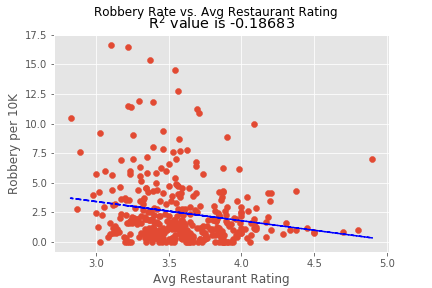 Robbery Rate vs. Avg Restaurant Rating
R² value is -0.18683
17.5
15.0
12.5
10.0
7.5
5.0
2.5
0.0
Robbery per 10K
3.0 3.5 4.0 4.5 5.0
Avg Restaurant Rating